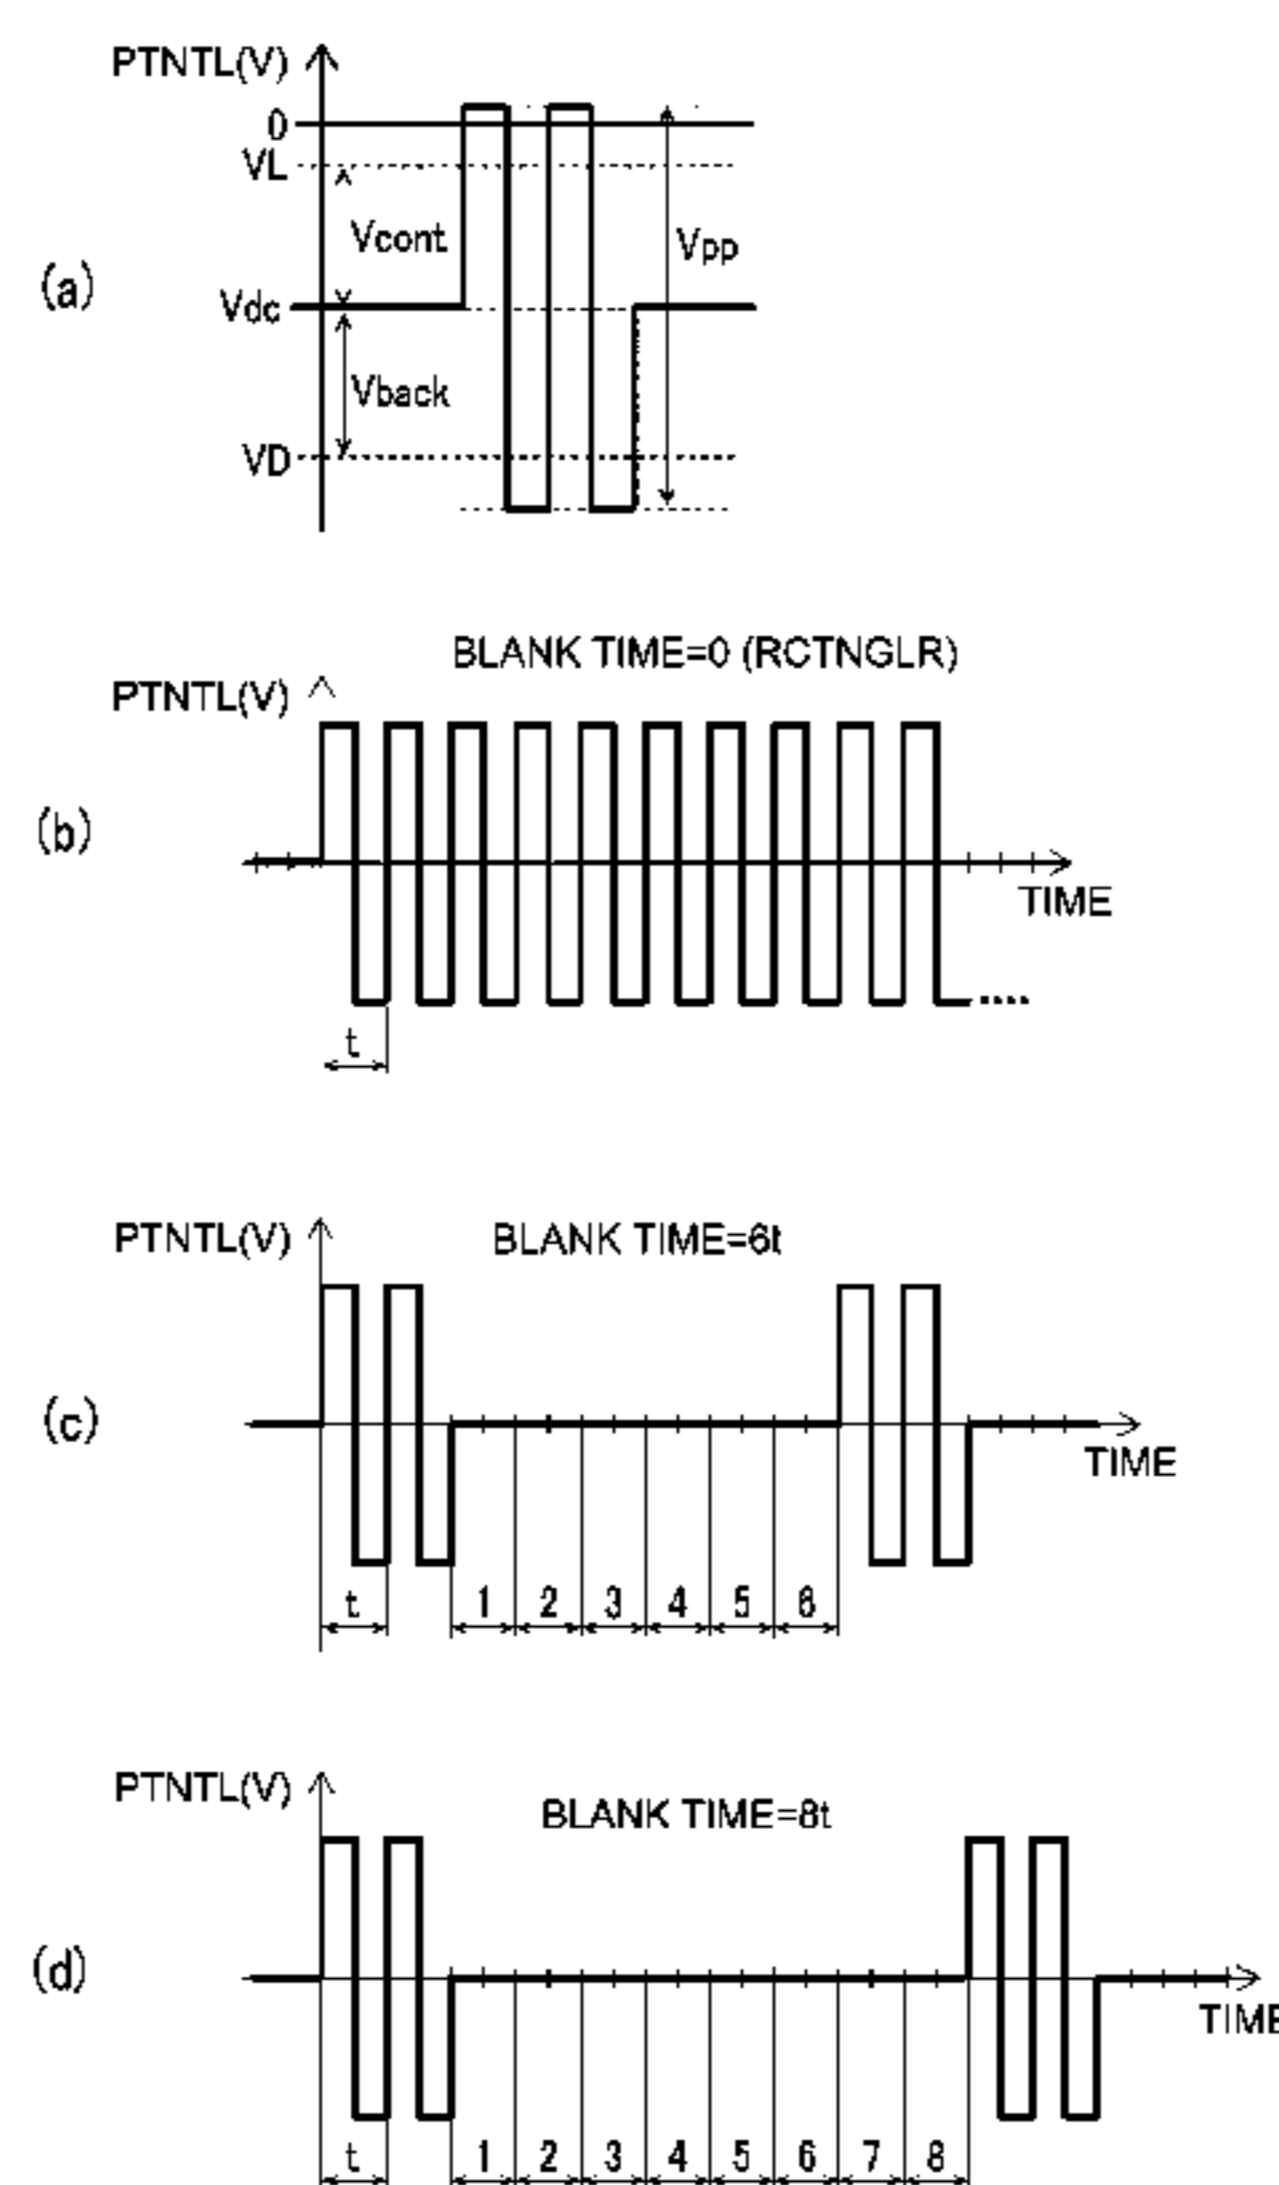 PTNTL(V)
0
VL
Vcont
Vpp
(a)
Vdc
Vback
VD
BLANK TIME=0 (RCTNGLR)
PTNTL(V)
(b)
TIME
t
PTNTL(V)
BLANK TIME=6t
(c)
TIME
t 1 2 3 4 5 6
PTNTL(V)
BLANK TIME=8t
(d)
TIME
t 1 2 3 4 5 6 7 8